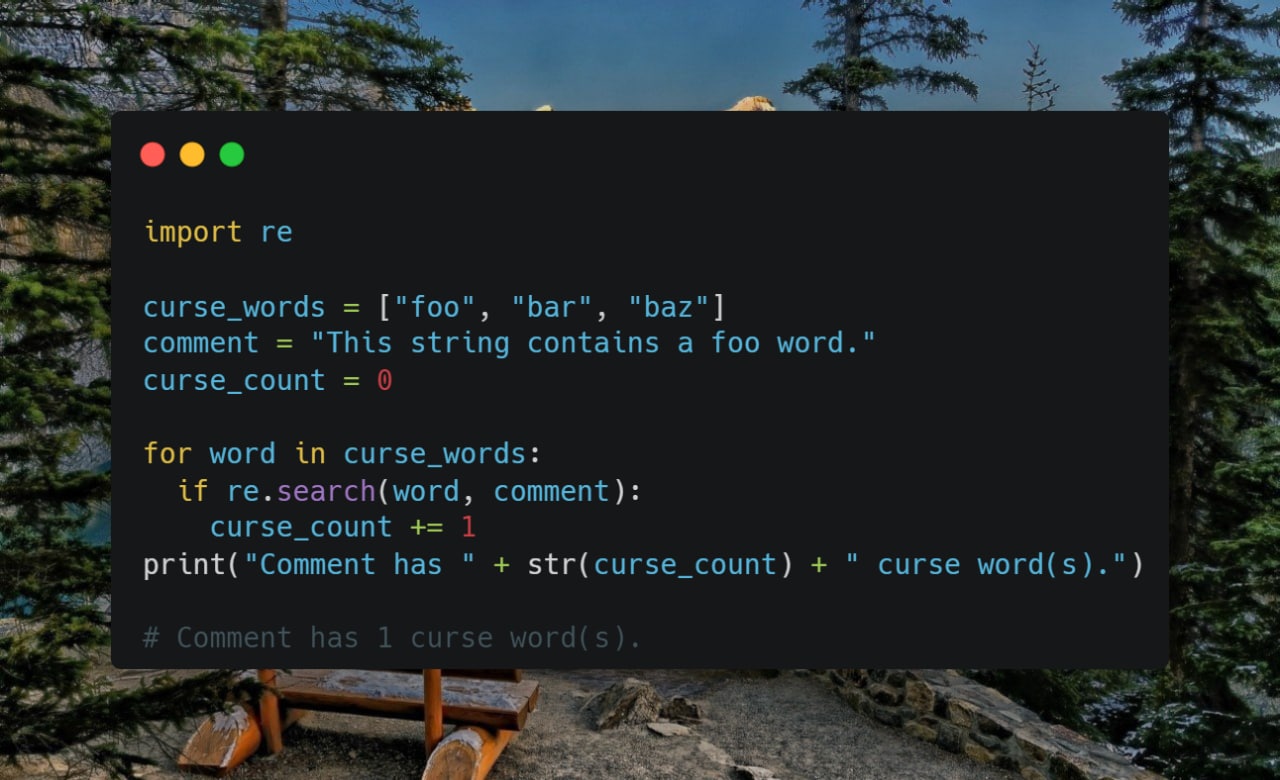 import re
curse_words = ["foo", "bar", "baz"]
comment = "This string contains a foo word."
curse_count = 0
for word in curse_words:
  if re.search(word, comment):
    curse_count += 1
print("Comment has " + str(curse_count) + " curse word(s).")
# Comment has 1 curse word(s).